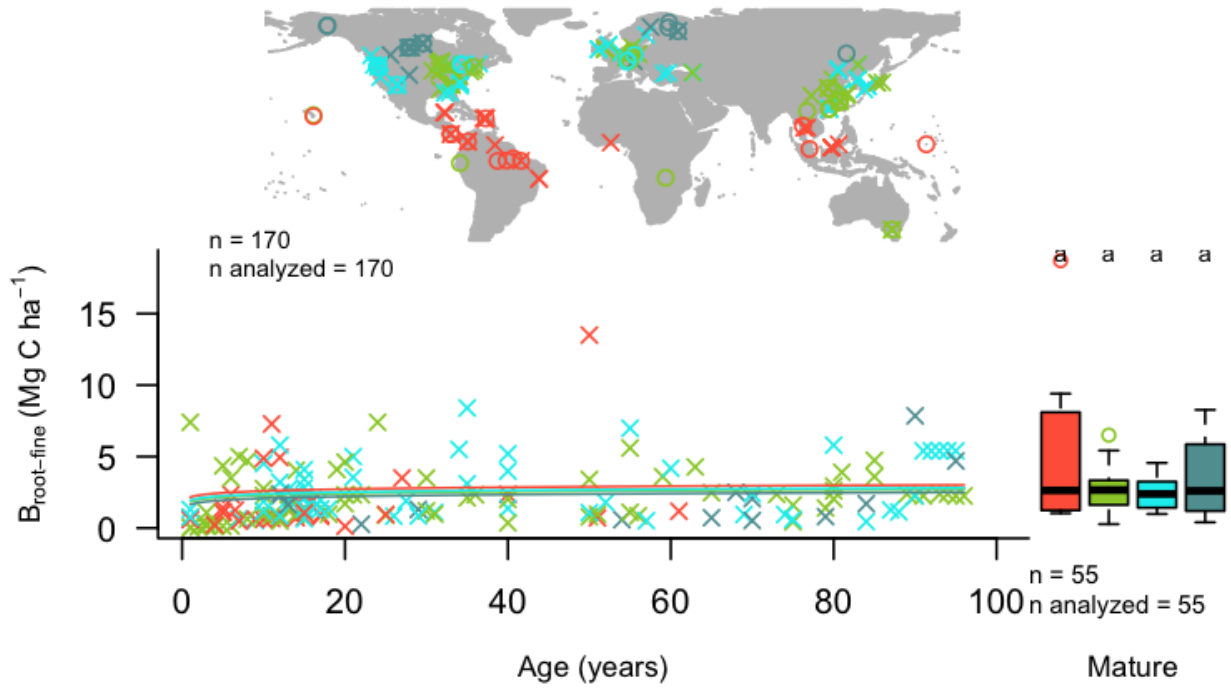 n = 170
n analyzed = 170
a a a a
15
10
5
0
B_root−fine (Mg C ha⁻¹)
0 20 40 60 80 100
n = 55
n analyzed = 55
Age (years)
Mature